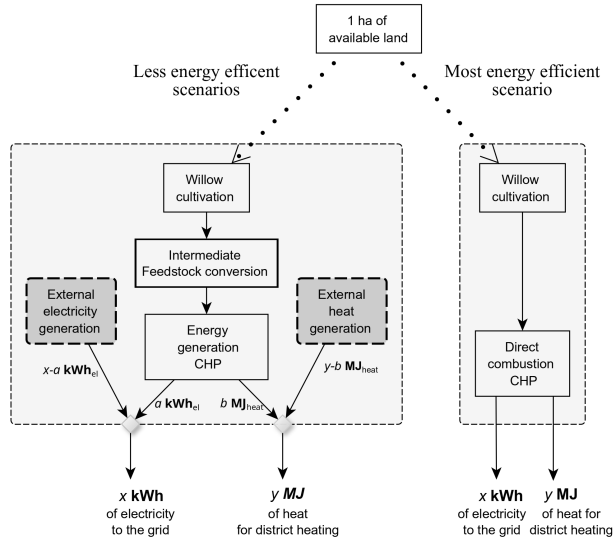 1 ha of
available land
Less energy efficent
scenarios
Most energy efficient
scenario
Willow
cultivation
Intermediate
Feedstock conversion
External
electricity
generation
Energy
generation
CHP
External
heat
generation
x-a kWhel
a kWhel
b MJheat
y-b MJheat
x kWh
of electricity
to the grid
y MJ
of heat
for district heating
Willow
cultivation
Direct
combustion
CHP
x kWh
of electricity
to the grid
y MJ
of heat for
district heating